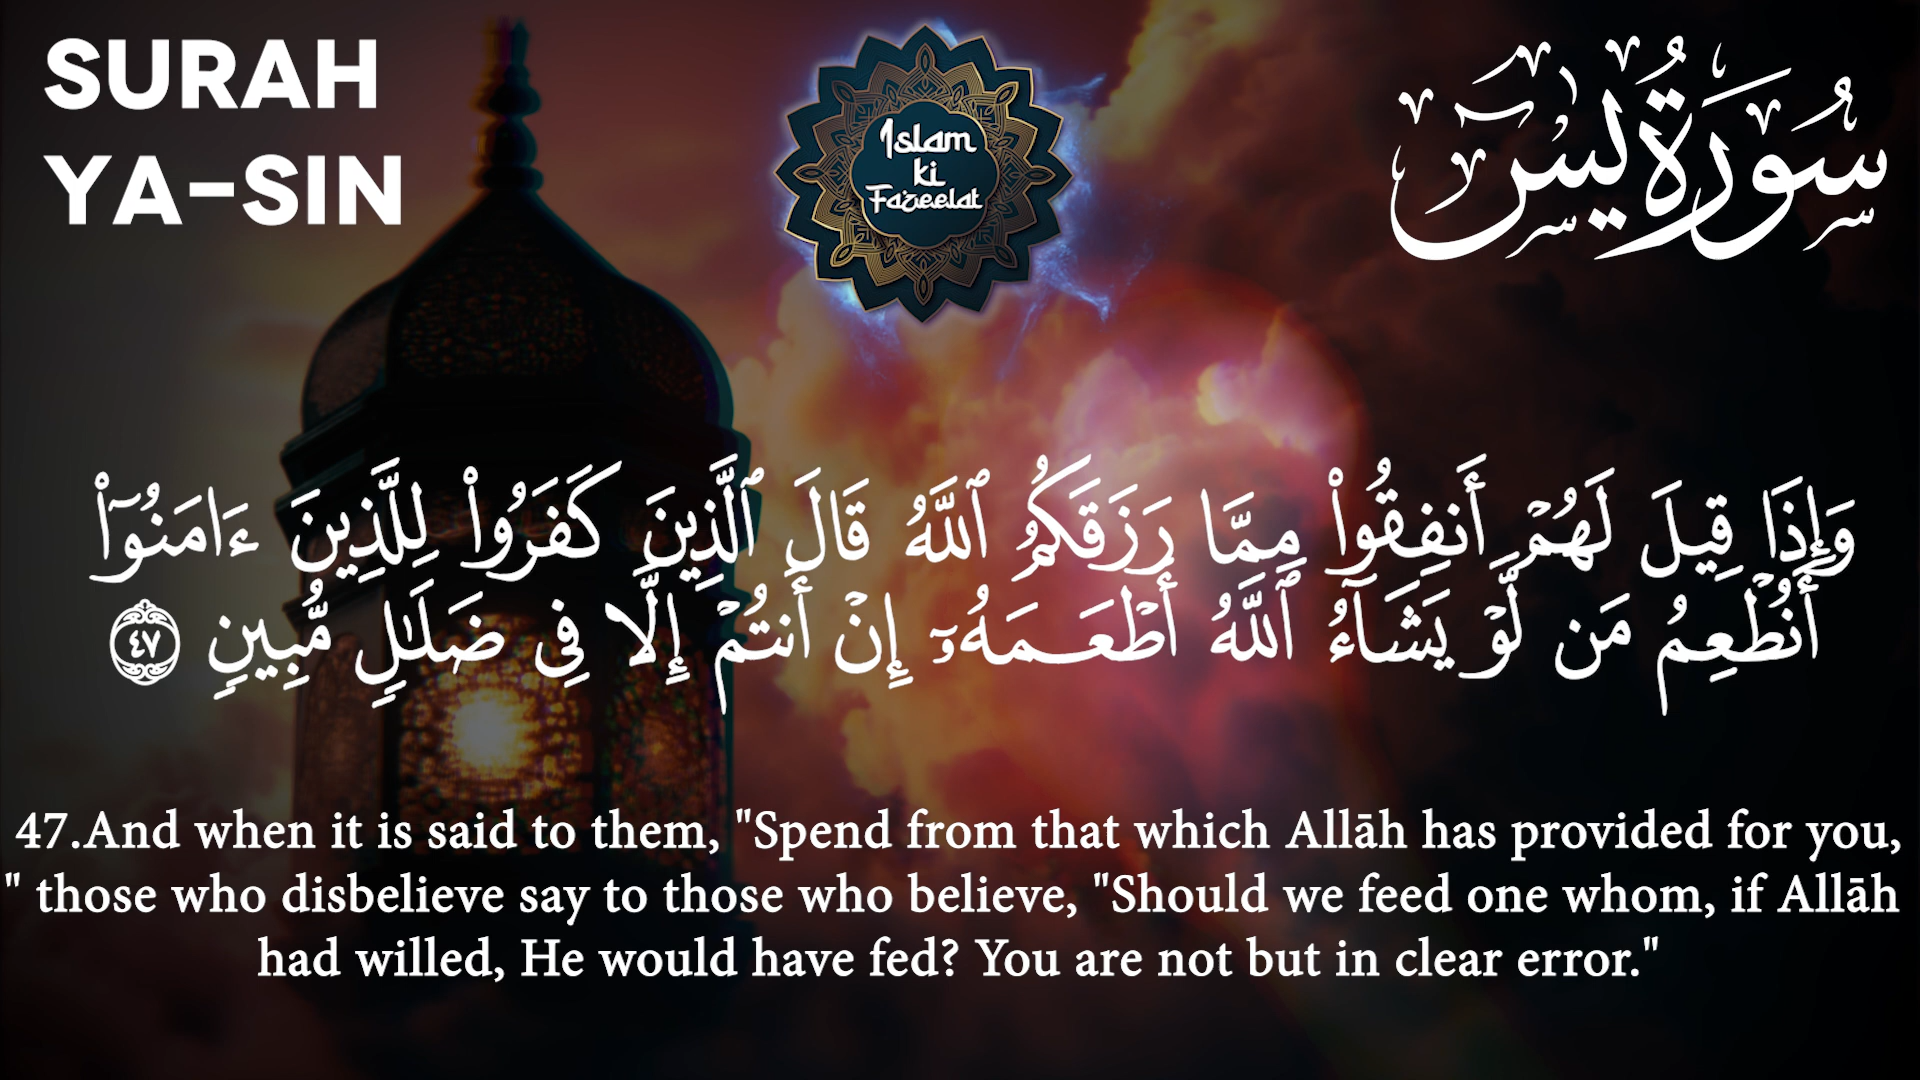 SURAH
YA-SIN
Islam
ki
Fazeelat
سُورَةُ يسٓ
وَإِذَا قِيلَ لَهُمْ أَنفِقُوا۟ مِمَّا رَزَقَكُمُ ٱللَّهُ قَالَ ٱلَّذِينَ كَفَرُوا۟ لِلَّذِينَ ءَامَنُوٓا۟
أَنُطْعِمُ مَن لَّوْ يَشَآءُ ٱللَّهُ أَطْعَمَهُۥٓ إِنْ أَنتُمْ إِلَّا فِى ضَلَـٰلٍ مُّبِينٍ ٤٧
47.And when it is said to them, "Spend from that which Allāh has provided for you,
" those who disbelieve say to those who believe, "Should we feed one whom, if Allāh
had willed, He would have fed? You are not but in clear error."